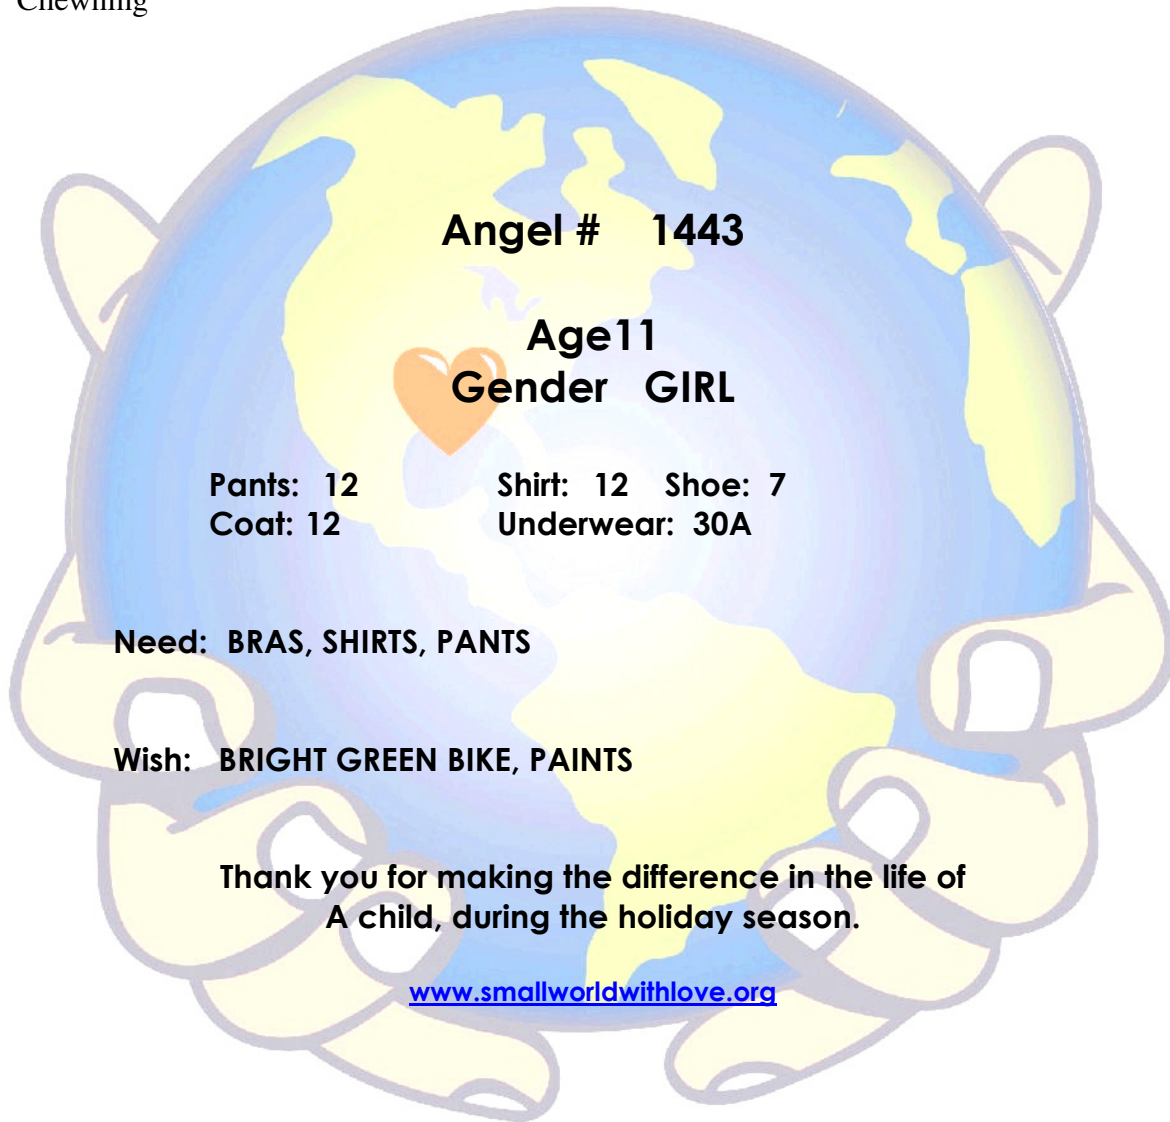 Chewning
Angel # 1443
Age11
Gender GIRL
Pants: 12 Shirt: 12 Shoe: 7
Coat: 12 Underwear: 30A
Need: BRAS, SHIRTS, PANTS
Wish: BRIGHT GREEN BIKE, PAINTS
Thank you for making the difference in the life of
A child, during the holiday season.
www.smallworldwithlove.org